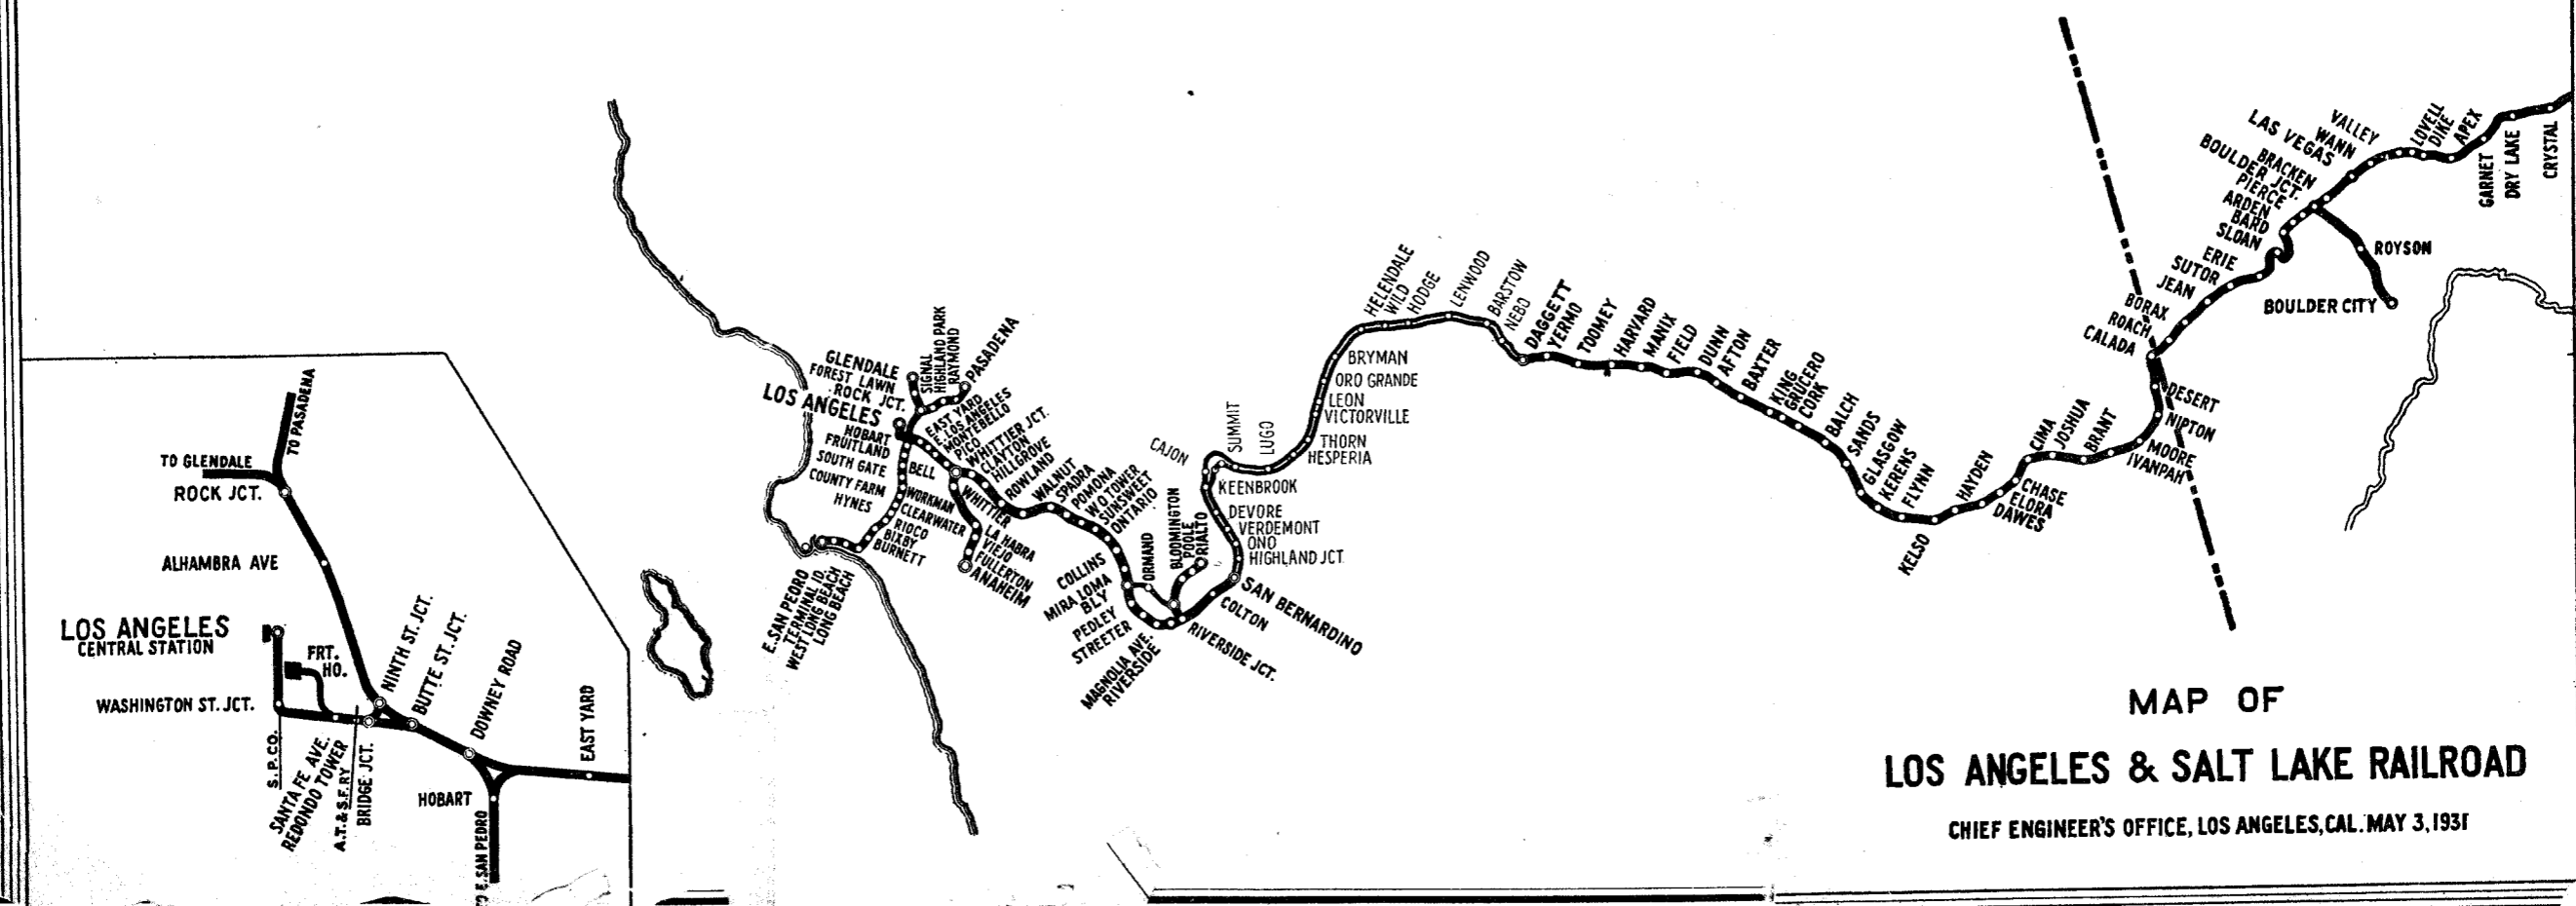 TO PASADENA
TO GLENDALE
ROCK JCT.
ALHAMBRA AVE
LOS ANGELES
CENTRAL STATION
FRT.
HO.
WASHINGTON ST. JCT.
NINTH ST. JCT.
BUTTE ST. JCT.
DOWNEY ROAD
EAST YARD
S.P. CO.
SANTA FE AVE.
REDONDO TOWER
A.T. & S.F. RY
BRIDGE JCT.
HOBART
TO E. SAN PEDRO
GLENDALE
FOREST LAWN
ROCK JCT.
LOS ANGELES
SIGNAL
HIGHLAND PARK
RAYMOND
PASADENA
HOBART
FRUITLAND
SOUTH GATE
COUNTY FARM
HYNES
BELL
WORKMAN
CLEARWATER
RIOCO
BIXBY
BURNETT
E. SAN PEDRO
TERMINAL ID.
WEST LONG BEACH
LONG BEACH
EAST YARD
E. LOS ANGELES
MONTEBELLO
PICO
WHITTIER JCT.
CLAYTON
HILLGROVE
ROWLAND
WHITTIER
LA HABRA
VIEJO
FULLERTON
ANAHEIM
WALNUT
SPADRA
POMONA
W O TOWER
SUNSWEET
ONTARIO
COLLINS
MIRA LOMA
BLY
PEDLEY
STREETER
MAGNOLIA AVE.
RIVERSIDE
ORMAND
BLOOMINGTON
POOLE
RIALTO
RIVERSIDE JCT.
COLTON
SAN BERNARDINO
HIGHLAND JCT.
ONO
VERDEMONT
DEVORE
KEENBROOK
CAJON
SUMMIT
LUGO
HESPERIA
THORN
VICTORVILLE
LEON
ORO GRANDE
BRYMAN
HELENDALE
WILD
HODGE
LENWOOD
BARSTOW
NEBO
DAGGETT
YERMO
TOOMEY
HARVARD
MANIX
FIELD
DUNN
AFTON
BAXTER
KING
CRUCERO
CORK
BALCH
SANDS
GLASGOW
KERENS
FLYNN
KELSO
HAYDEN
DAWES
ELORA
CHASE
CIMA
JOSHUA
BRANT
IVANPAH
MOORE
NIPTON
DESERT
CALADA
ROACH
BORAX
JEAN
SUTOR
ERIE
SLOAN
BARD
ARDEN
PIERCE
BOULDER JCT.
BRACKEN
LAS VEGAS
WANN
VALLEY
LOVELL
DIKE
APEX
GARNET
DRY LAKE
CRYSTAL
ROYSON
BOULDER CITY
MAP OF
LOS ANGELES & SALT LAKE RAILROAD
CHIEF ENGINEER'S OFFICE, LOS ANGELES, CAL. MAY 3, 1931